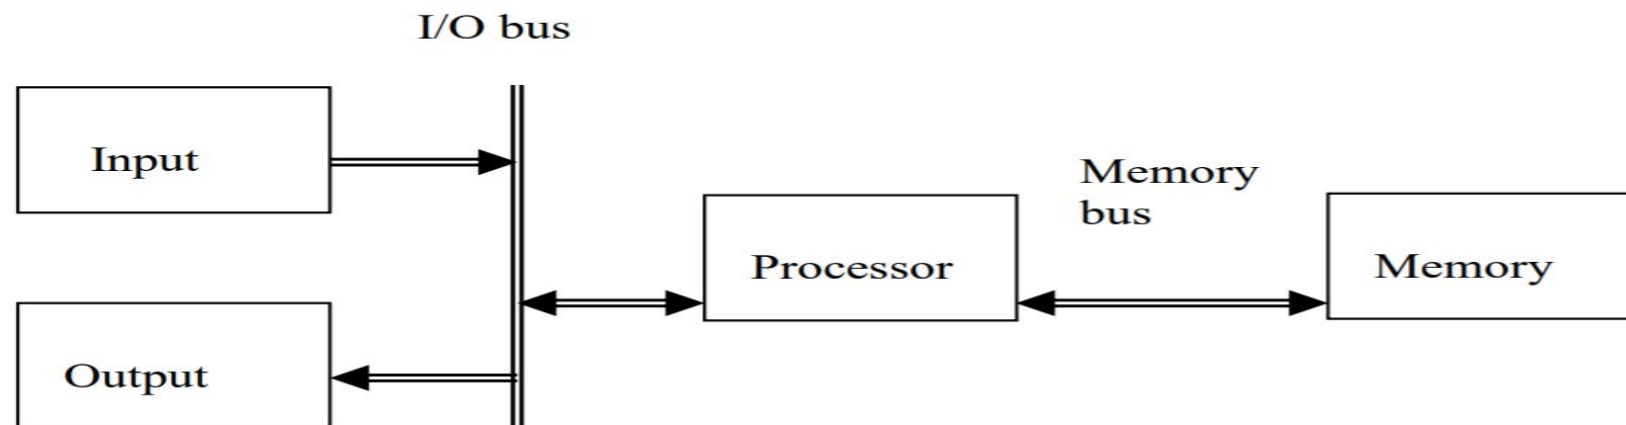 I/O bus
Input
Memory
bus
Processor
Memory
Output